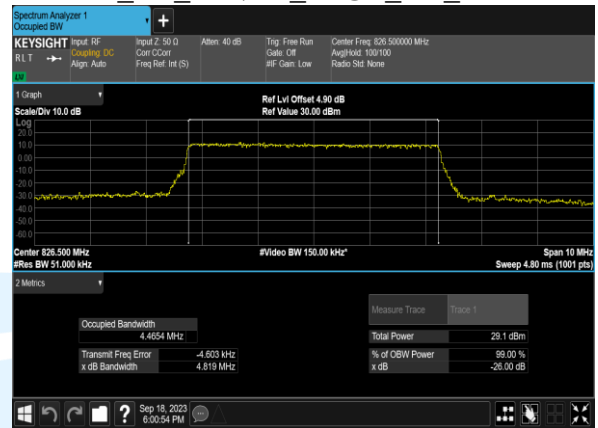 Spectrum Analyzer 1
Occupied BW
KEYSIGHT Input: RF
RLT Coupling: DC
Align: Auto
Input Z: 50 Ω
Corr CCorr
Freq Ref: Int (S)
Atten: 40 dB
Trig: Free Run
Gate: Off
#IF Gain: Low
Center Freq: 826.500000 MHz
Avg|Hold: 100/100
Radio Std: None
1 Graph
Scale/Div 10.0 dB
Ref Lvl Offset 4.90 dB
Ref Value 30.00 dBm
Log
20.0
10.0
0.00
-10.0
-20.0
-30.0
-40.0
-50.0
-60.0
Center 826.500 MHz
#Res BW 51.000 kHz
#Video BW 150.00 kHz*
Span 10 MHz
Sweep 4.80 ms (1001 pts)
2 Metrics
Measure Trace Trace 1
Occupied Bandwidth
4.4654 MHz
Total Power 29.1 dBm
Transmit Freq Error -4.603 kHz
% of OBW Power 99.00 %
x dB Bandwidth 4.819 MHz
x dB -26.00 dB
Sep 18, 2023
6:00:54 PM